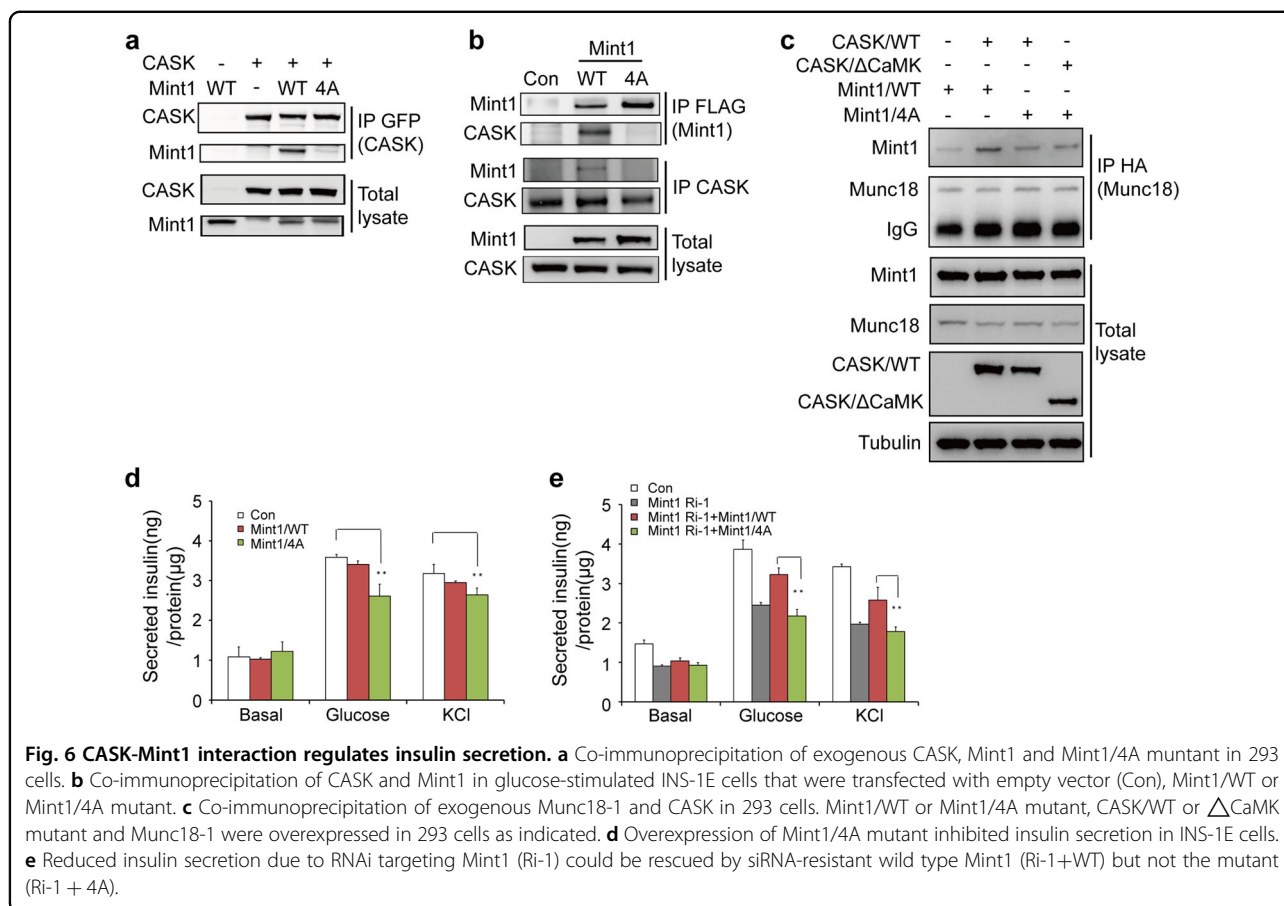 a
CASK - + + +
Mint1 WT - WT 4A
CASK
Mint1
IP GFP
(CASK)
CASK
Mint1
Total
lysate
b
Mint1
Con WT 4A
Mint1
CASK
IP FLAG
(Mint1)
Mint1
CASK
IP CASK
Mint1
CASK
Total
lysate
c
CASK/WT - + + -
CASK/ΔCaMK - - - +
Mint1/WT + + - -
Mint1/4A - - + +
Mint1
Munc18
IgG
IP HA
(Munc18)
Mint1
Munc18
CASK/WT
CASK/ΔCaMK
Tubulin
Total
lysate
d
Secreted insulin(ng)
/protein(μg)
5
4
3
2
1
0
Con
Mint1/WT
Mint1/4A
**
**
Basal Glucose KCl
e
Secreted insulin(ng)
/protein(μg)
5
4
3
2
1
0
Con
Mint1 Ri-1
Mint1 Ri-1+Mint1/WT
Mint1 Ri-1+Mint1/4A
**
**
Basal Glucose KCl
Fig. 6 CASK-Mint1 interaction regulates insulin secretion. a Co-immunoprecipitation of exogenous CASK, Mint1 and Mint1/4A muntant in 293
cells. b Co-immunoprecipitation of CASK and Mint1 in glucose-stimulated INS-1E cells that were transfected with empty vector (Con), Mint1/WT or
Mint1/4A mutant. c Co-immunoprecipitation of exogenous Munc18-1 and CASK in 293 cells. Mint1/WT or Mint1/4A mutant, CASK/WT or △CaMK
mutant and Munc18-1 were overexpressed in 293 cells as indicated. d Overexpression of Mint1/4A mutant inhibited insulin secretion in INS-1E cells.
e Reduced insulin secretion due to RNAi targeting Mint1 (Ri-1) could be rescued by siRNA-resistant wild type Mint1 (Ri-1+WT) but not the mutant
(Ri-1 + 4A).